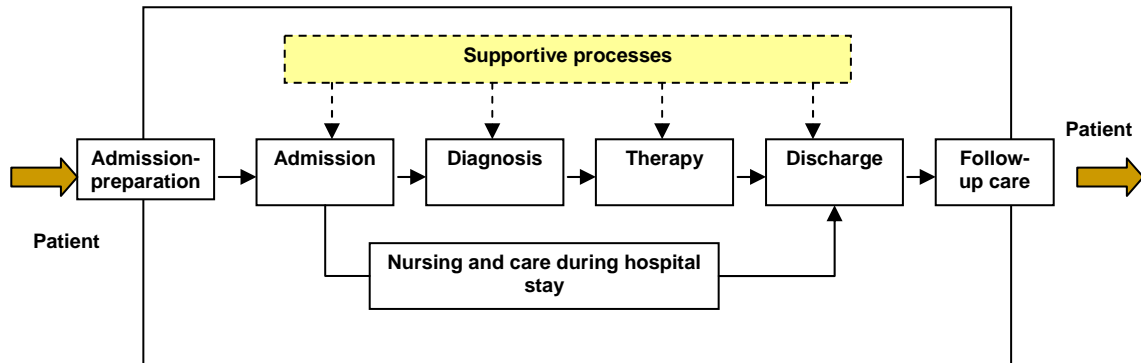 Supportive processes
Patient
Admission-
preparation
Admission
Diagnosis
Therapy
Discharge
Follow-
up care
Patient
Nursing and care during hospital
stay